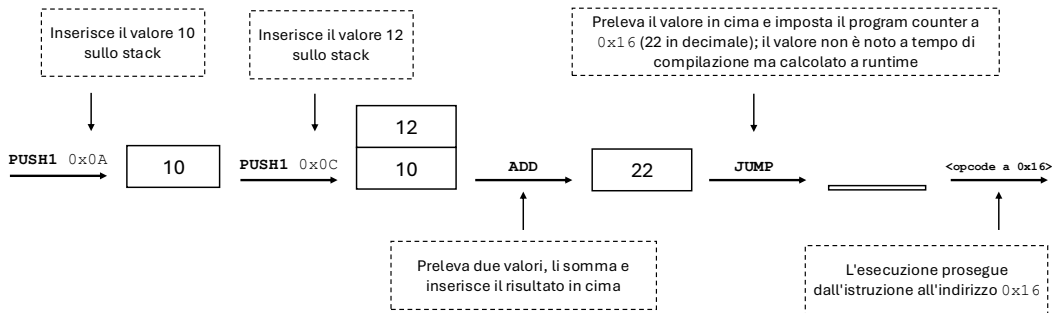 Inserisce il valore 10
sullo stack
Inserisce il valore 12
sullo stack
Preleva il valore in cima e imposta il program counter a
0x16 (22 in decimale); il valore non è noto a tempo di
compilazione ma calcolato a runtime
PUSH1 0x0A
10
PUSH1 0x0C
12
10
ADD
22
JUMP
<opcode a 0x16>
Preleva due valori, li somma e
inserisce il risultato in cima
L'esecuzione prosegue
dall'istruzione all'indirizzo 0x16